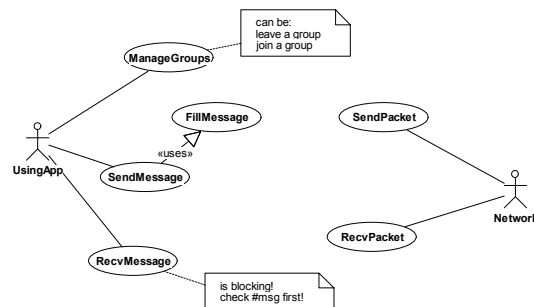 can be:
leave a group
join a group
ManageGroups
FillMessage
SendPacket
«uses»
UsingApp
SendMessage
Network
RecvPacket
RecvMessage
is blocking!
check #msg first!